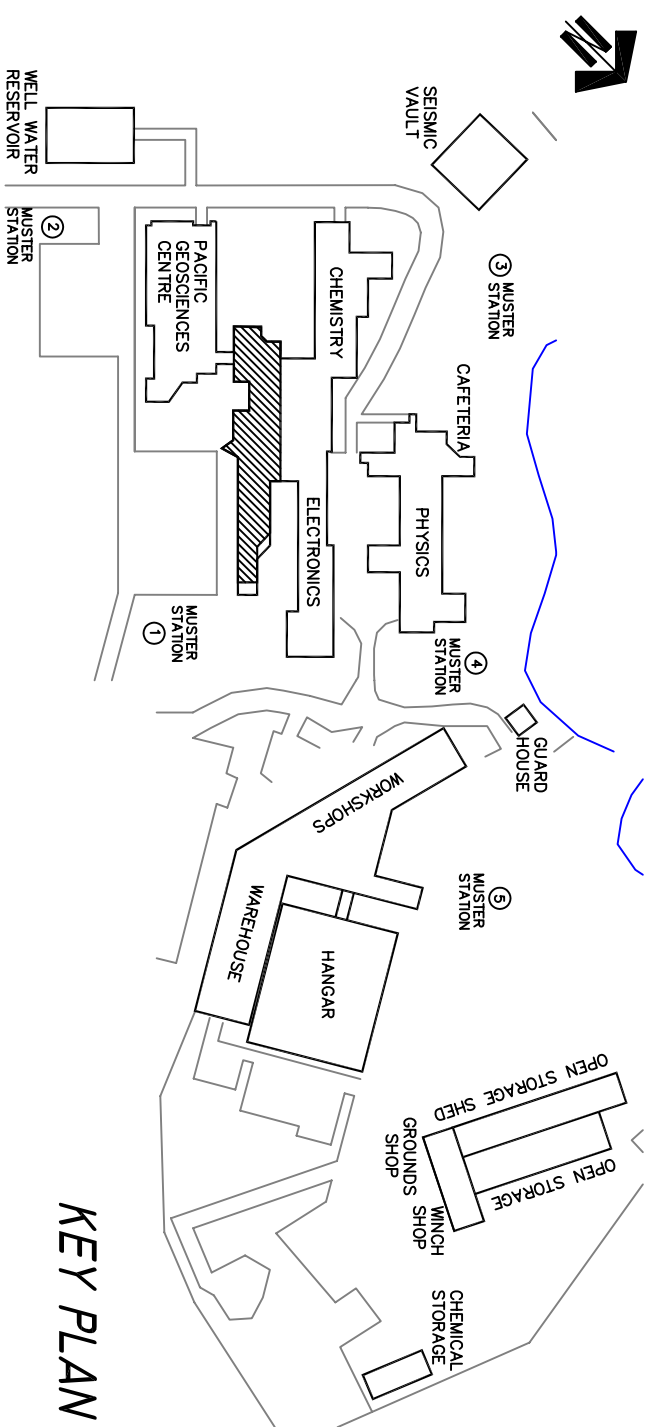 N
SEISMIC
VAULT
WELL WATER
RESERVOIR
2
MUSTER
STATION
3
MUSTER
STATION
PACIFIC
GEOSCIENCES
CENTRE
CHEMISTRY
CAFETERIA
PHYSICS
ELECTRONICS
1
MUSTER
STATION
4
MUSTER
STATION
GUARD
HOUSE
WORKSHOPS
WAREHOUSE
HANGAR
5
MUSTER
STATION
OPEN STORAGE SHED
OPEN STORAGE
GROUNDS
SHOP
WINCH
SHOP
CHEMICAL
STORAGE
KEY PLAN